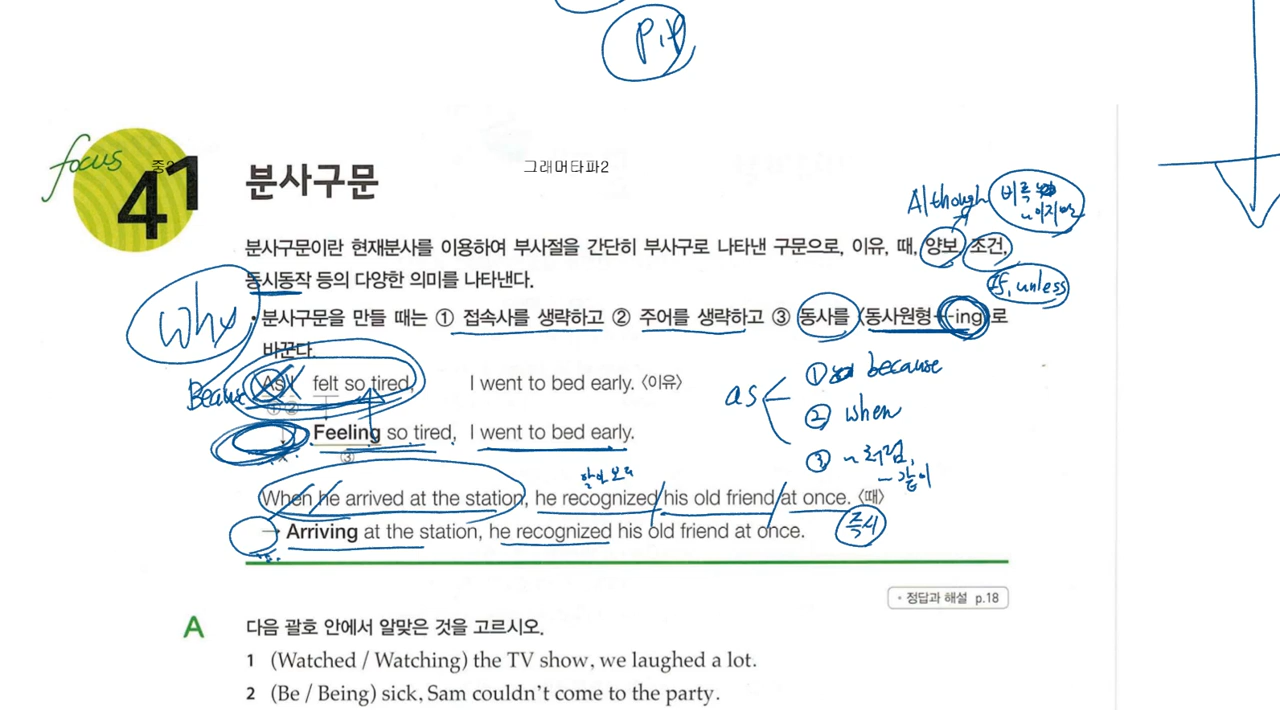 P.P
focus
41
중2
분사구문
그래머타파2
Although
비록
~이지만
분사구문이란 현재분사를 이용하여 부사절을 간단히 부사구로 나타낸 구문으로, 이유, 때, 양보, 조건,
동시동작 등의 다양한 의미를 나타낸다.
If, unless
Why
• 분사구문을 만들 때는 ① 접속사를 생략하고 ② 주어를 생략하고 ③ 동사를 〈동사원형+-ing〉로
바꾼다.
As I felt so tired, I went to bed early. 〈이유〉
① ②
→ Feeling so tired, I went to bed early.
③
as
① because
② when
③ ~처럼,
~같이
알아보다
When he arrived at the station, he recognized his old friend at once. 〈때〉
→ Arriving at the station, he recognized his old friend at once.
즉시
• 정답과 해설 p.18
A 다음 괄호 안에서 알맞은 것을 고르시오.
1 (Watched / Watching) the TV show, we laughed a lot.
2 (Be / Being) sick, Sam couldn't come to the party.